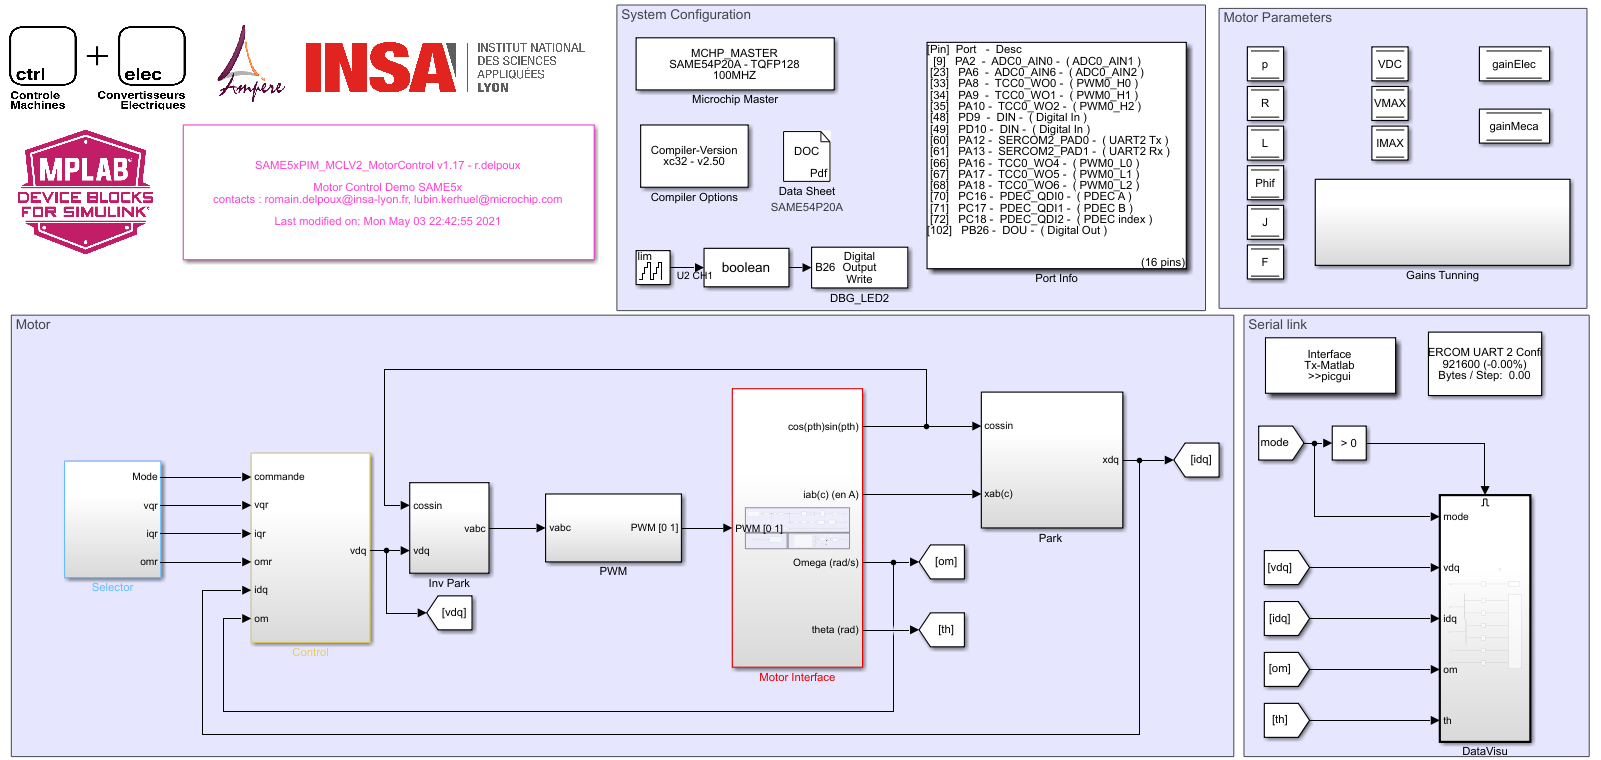 ctrl
+
elec
Controle
Machines
Convertisseurs
Electriques
Ampère
INSA
INSTITUT NATIONAL
DES SCIENCES
APPLIQUÉES
LYON
MPLAB®
DEVICE BLOCKS
FOR SIMULINK®
SAME5xPIM_MCLV2_MotorControl v1.17 - r.delpoux
Motor Control Demo SAME5x
contacts : romain.delpoux@insa-lyon.fr, lubin.kerhuel@microchip.com
Last modified on: Mon May 03 22:42:55 2021
System Configuration
MCHP_MASTER
SAME54P20A - TQFP128
100MHZ
Microchip Master
Compiler-Version
xc32 - v2.50
Compiler Options
DOC
Pdf
Data Sheet
SAME54P20A
lim
U2 CH1
boolean
B26
Digital
Output
Write
DBG_LED2
[Pin] Port - Desc
[9] PA2 - ADC0_AIN0 - ( ADC0_AIN1 )
[23] PA6 - ADC0_AIN6 - ( ADC0_AIN2 )
[33] PA8 - TCC0_WO0 - ( PWM0_H0 )
[34] PA9 - TCC0_WO1 - ( PWM0_H1 )
[35] PA10 - TCC0_WO2 - ( PWM0_H2 )
[48] PD9 - DIN - ( Digital In )
[49] PD10 - DIN - ( Digital In )
[60] PA12 - SERCOM2_PAD0 - ( UART2 Tx )
[61] PA13 - SERCOM2_PAD1 - ( UART2 Rx )
[66] PA16 - TCC0_WO4 - ( PWM0_L0 )
[67] PA17 - TCC0_WO5 - ( PWM0_L1 )
[68] PA18 - TCC0_WO6 - ( PWM0_L2 )
[70] PC16 - PDEC_QDI0 - ( PDEC A )
[71] PC17 - PDEC_QDI1 - ( PDEC B )
[72] PC18 - PDEC_QDI2 - ( PDEC index )
[102] PB26 - DOU - ( Digital Out )
(16 pins)
Port Info
Motor Parameters
p
R
L
Phif
J
F
VDC
VMAX
IMAX
gainElec
gainMeca
Gains Tunning
Motor
Mode
vqr
iqr
omr
Selector
commande
vqr
iqr
omr
idq
om
vdq
Control
cossin
vdq
vabc
Inv Park
[vdq]
vabc
PWM [0 1]
PWM
PWM [0 1]
cos(pth)sin(pth)
iab(c) (en A)
Omega (rad/s)
theta (rad)
Motor Interface
[om]
[th]
cossin
xab(c)
xdq
Park
[idq]
Serial link
Interface
Tx-Matlab
>>picgui
ERCOM UART 2 Confi
921600 (-0.00%)
Bytes / Step: 0.00
mode
> 0
[vdq]
[idq]
[om]
[th]
mode
vdq
idq
om
th
DataVisu